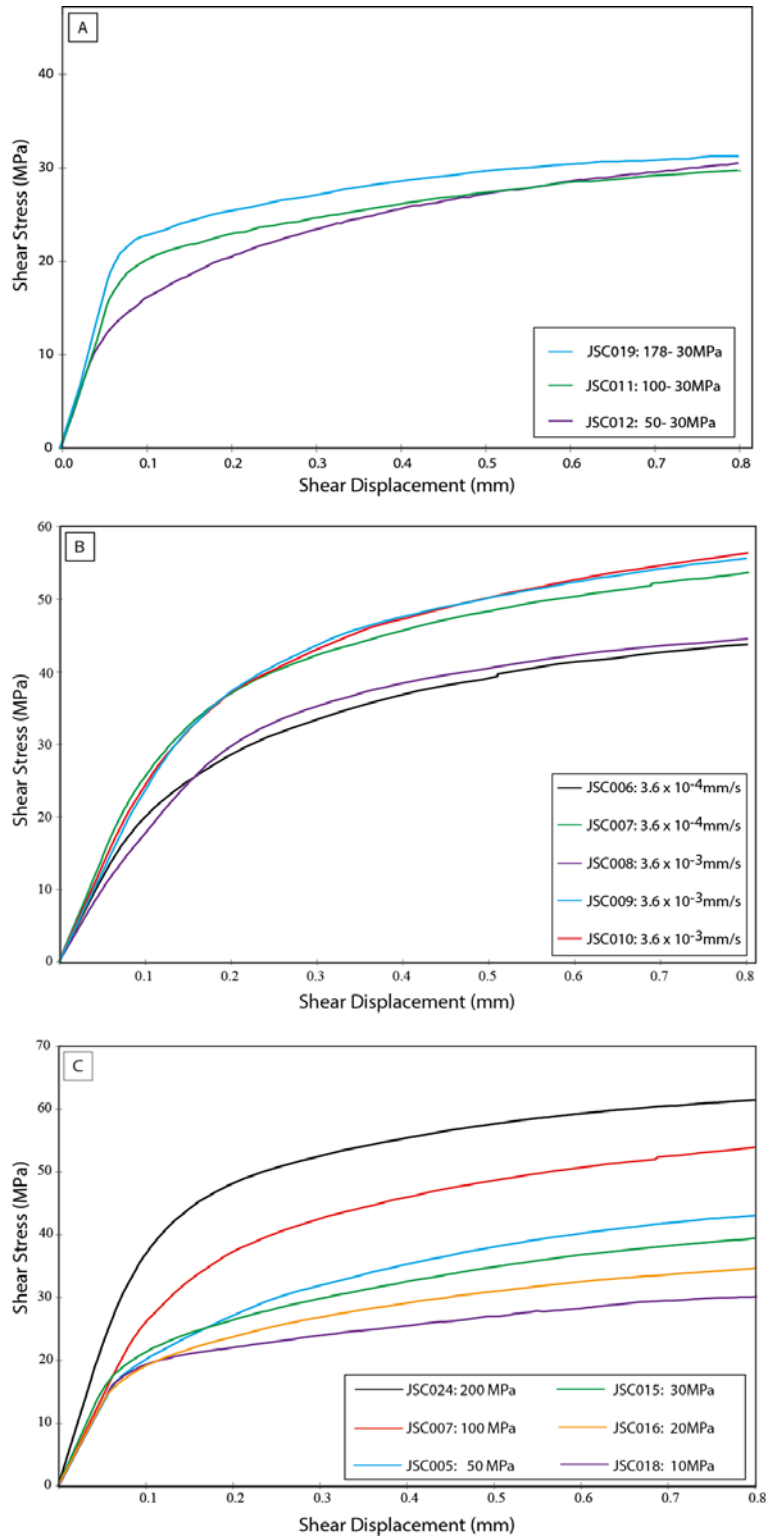 A
40
30
20
10
0
Shear Stress (MPa)
JSC019: 178- 30MPa
JSC011: 100- 30MPa
JSC012: 50- 30MPa
0.0 0.1 0.2 0.3 0.4 0.5 0.6 0.7 0.8
Shear Displacement (mm)
B
60
50
40
30
20
10
0
Shear Stress (MPa)
JSC006: 3.6 x 10-4mm/s
JSC007: 3.6 x 10-4mm/s
JSC008: 3.6 x 10-3mm/s
JSC009: 3.6 x 10-3mm/s
JSC010: 3.6 x 10-3mm/s
0.1 0.2 0.3 0.4 0.5 0.6 0.7 0.8
Shear Displacement (mm)
C
70
60
50
40
30
20
10
0
Shear Stress (MPa)
JSC024: 200 MPa JSC015: 30MPa
JSC007: 100 MPa JSC016: 20MPa
JSC005: 50 MPa JSC018: 10MPa
0.1 0.2 0.3 0.4 0.5 0.6 0.7 0.8
Shear Displacement (mm)